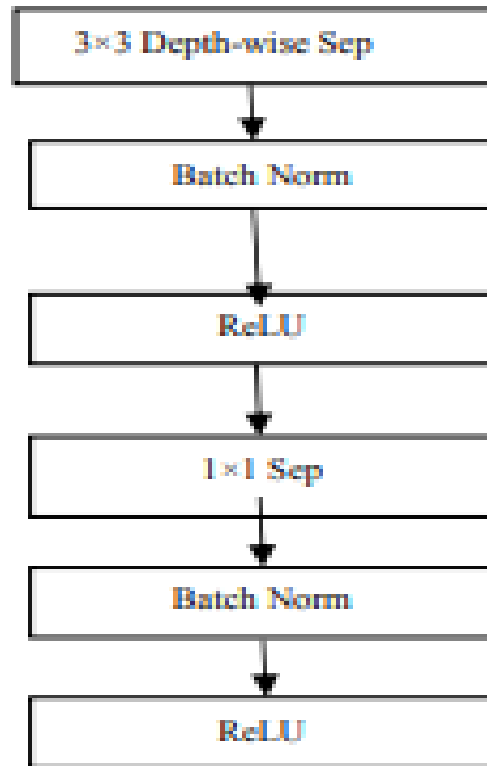 3×3 Depth-wise Sep
Batch Norm
ReLU
1×1 Sep
Batch Norm
ReLU